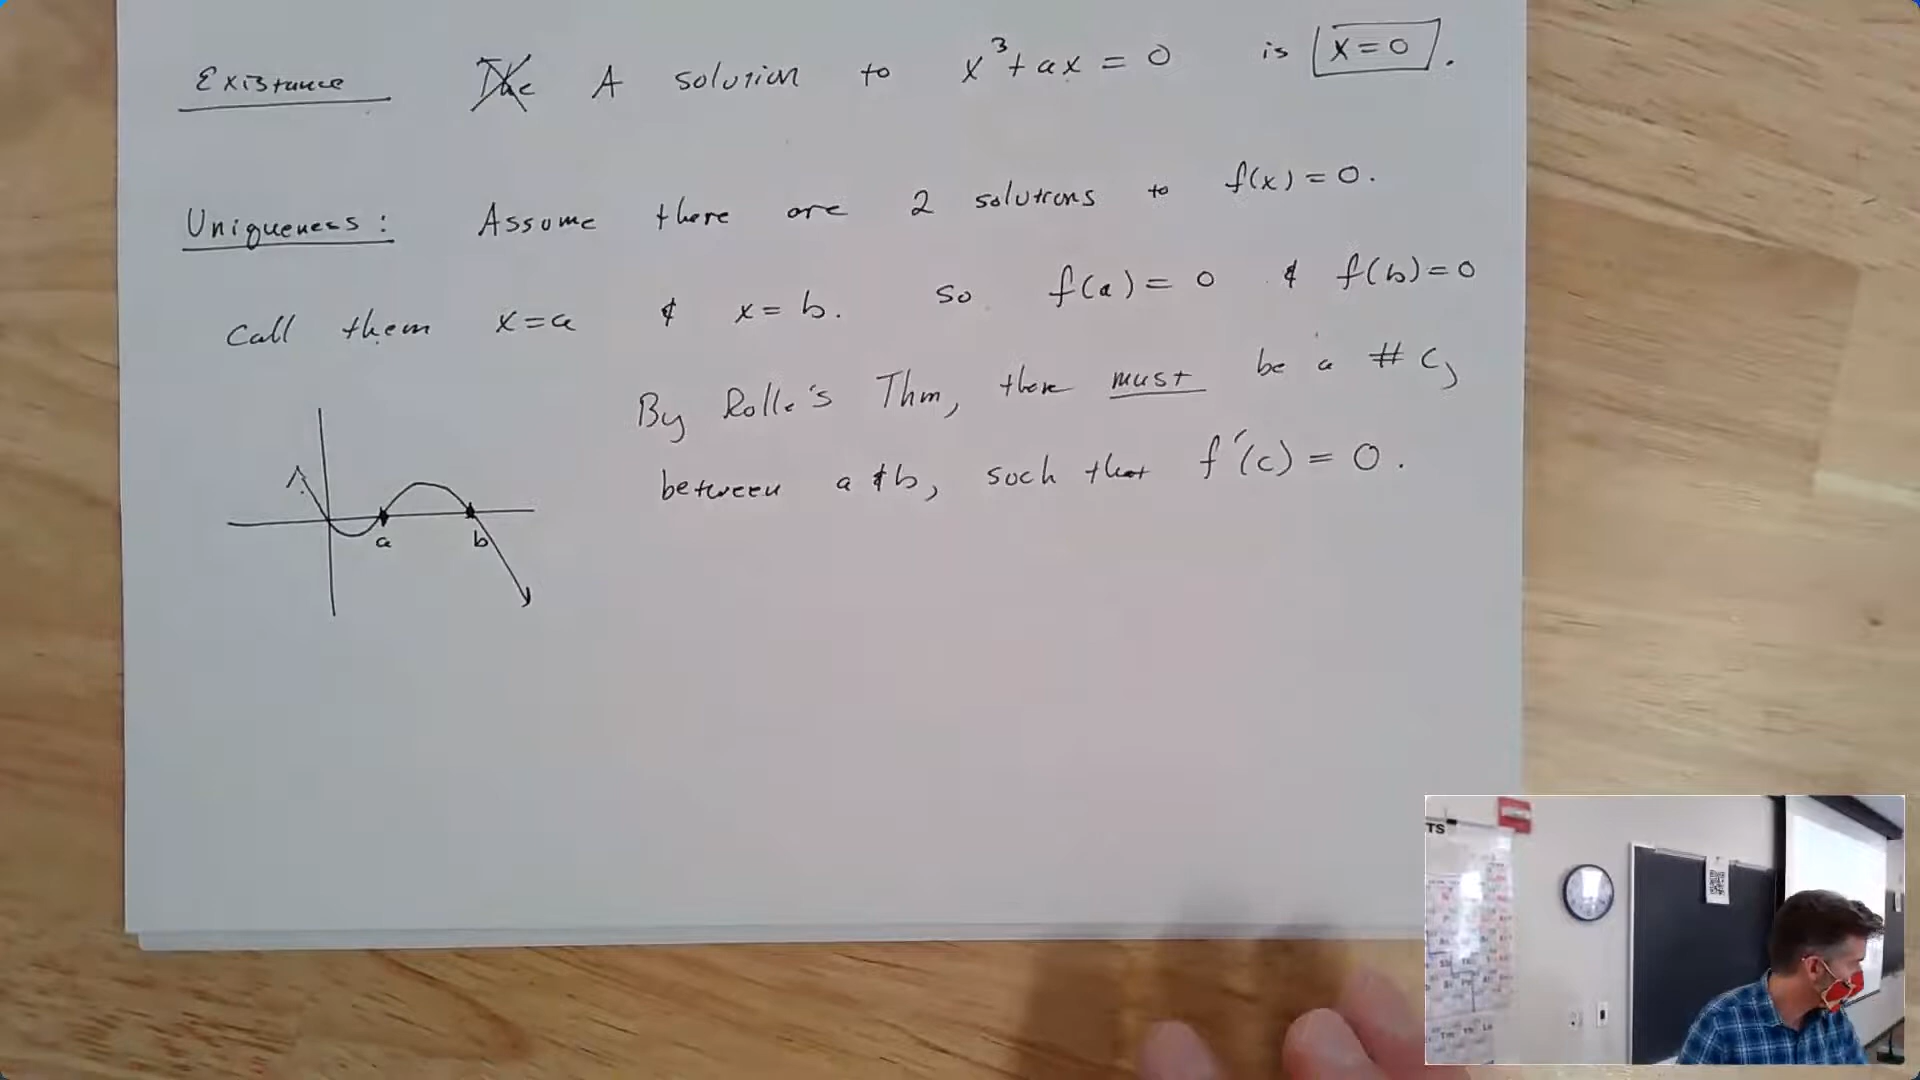 Existance The A solution to x³+ax=0 is x=0.
Uniqueness: Assume there are 2 solutions to f(x)=0.
Call them x=a & x=b. So f(a)=0 & f(b)=0
By Rolle's Thm, there must be a # c,
between a & b, such that f'(c)=0.
a b
TS